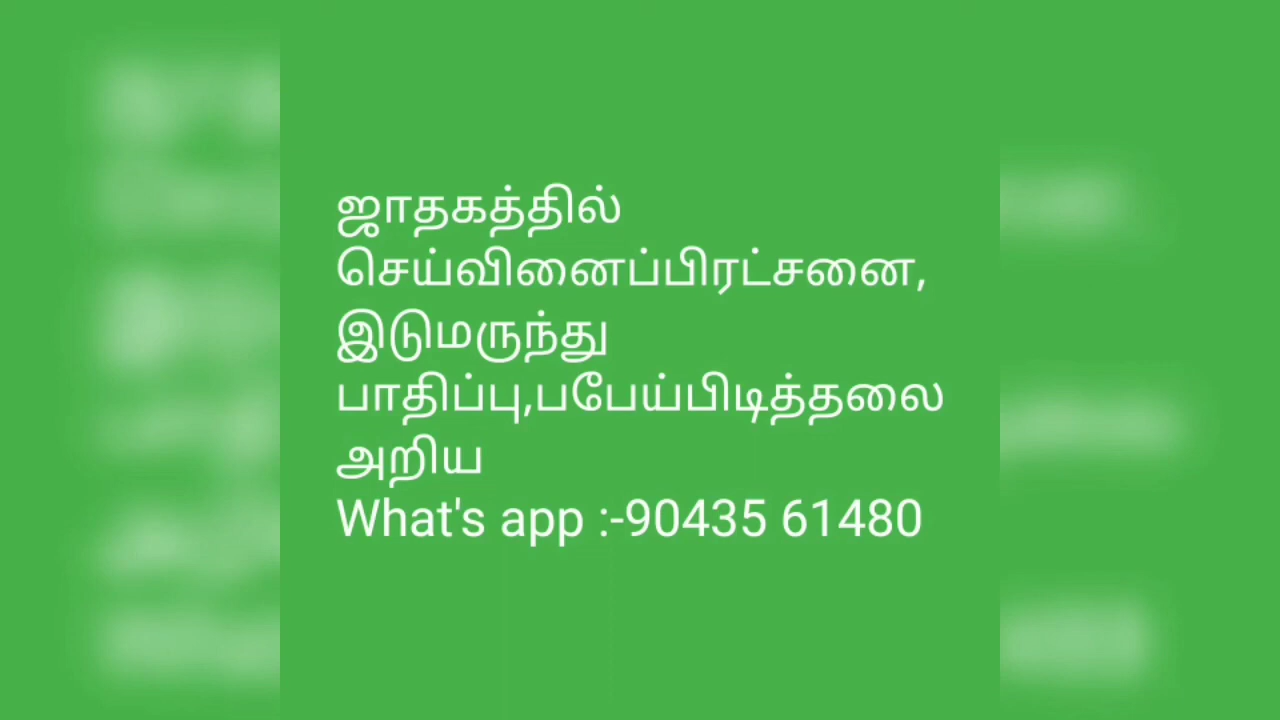 ஜாதகத்தில்
செய்வினைப்பிரட்சனை,
இடுமருந்து
பாதிப்பு,பபேய்பிடித்தலை
அறிய
What's app :-90435 61480